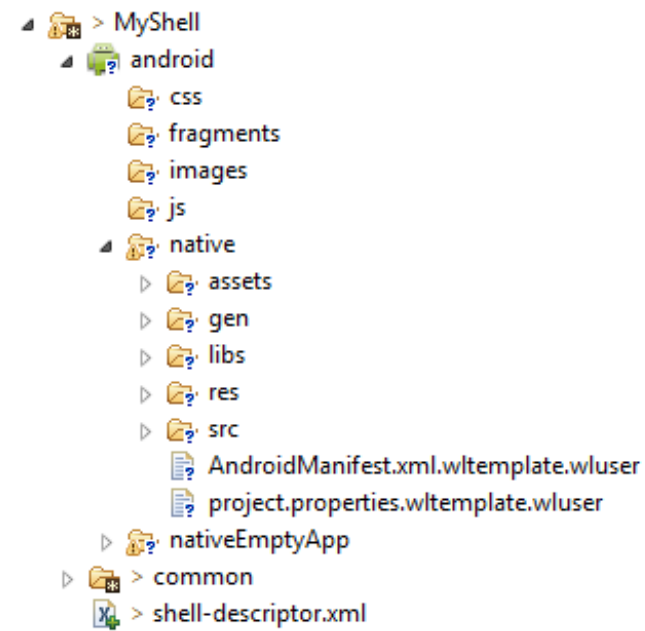 > MyShell
android
css
fragments
images
js
native
assets
gen
libs
res
src
AndroidManifest.xml.wltemplate.wluser
project.properties.wltemplate.wluser
nativeEmptyApp
> common
> shell-descriptor.xml